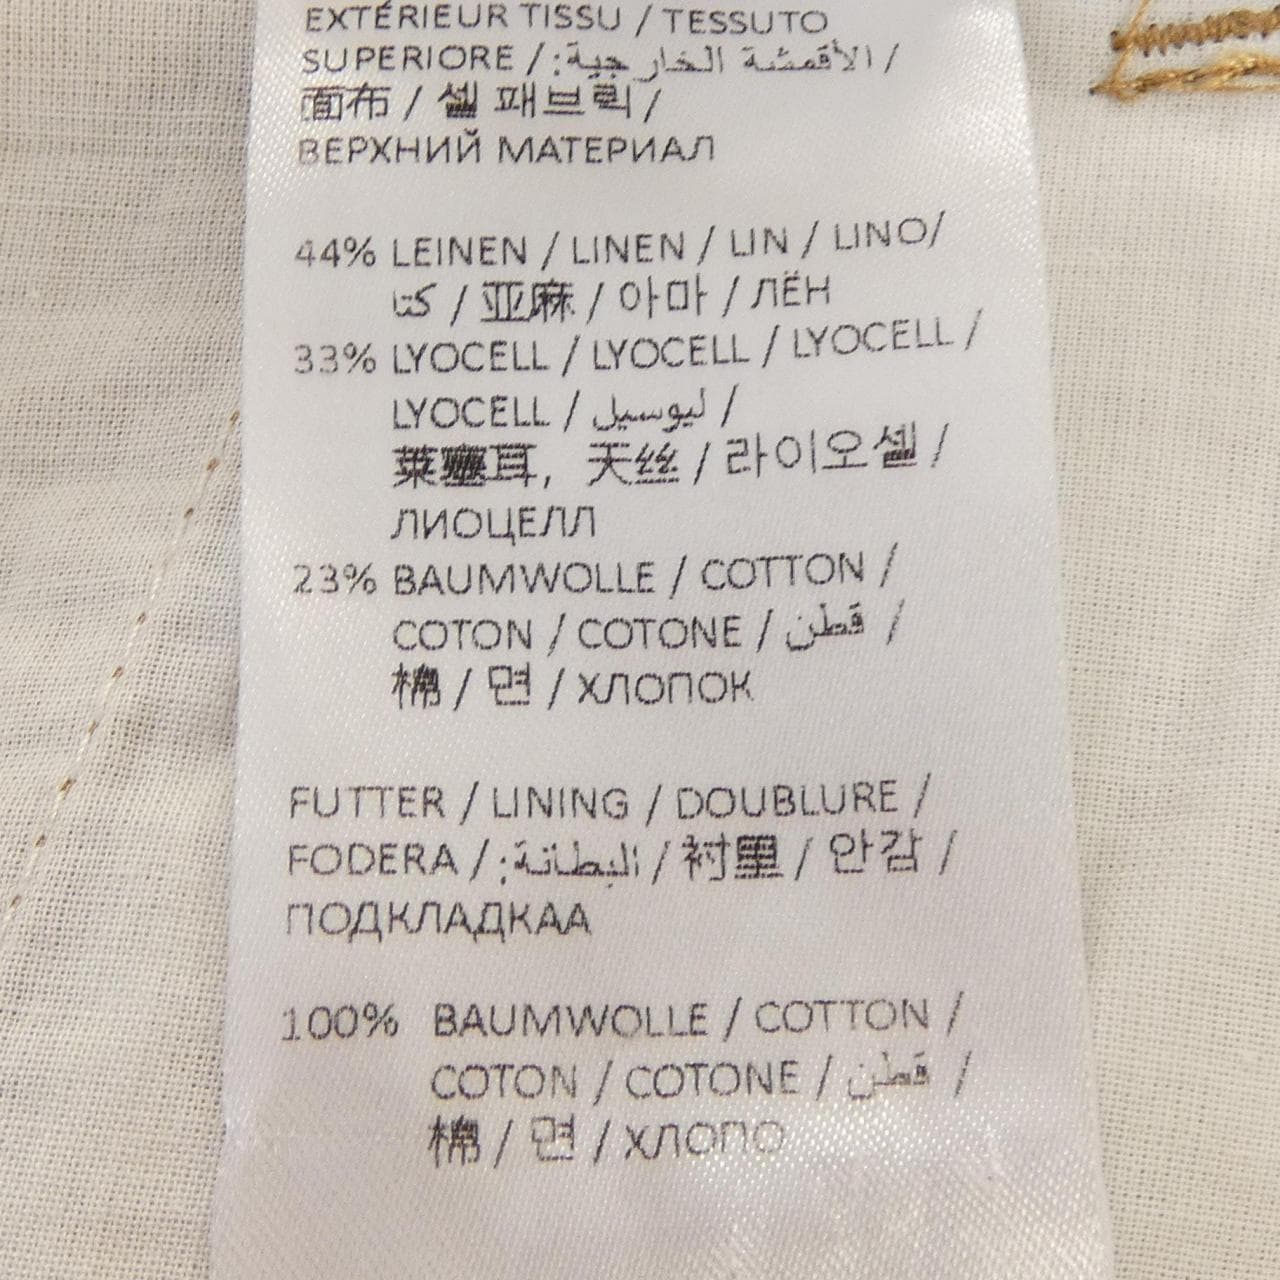 EXTÉRIEUR TISSU / TESSUTO
SUPERIORE / الأقمشة الخارجية: /
面布 / 셸 패브릭 /
ВЕРХНИЙ МАТЕРИАЛ
44% LEINEN / LINEN / LIN / LINO/
كتا / 亚麻 / 아마 / ЛЁН
33% LYOCELL / LYOCELL / LYOCELL /
LYOCELL / ليوسيل /
莱赛耳, 天丝 / 라이오셀 /
ЛИОЦЕЛЛ
23% BAUMWOLLE / COTTON /
COTON / COTONE / قطن /
棉 / 면 / ХЛОПОК
FUTTER / LINING / DOUBLURE /
FODERA / البطانة: / 衬里 / 안감 /
ПОДКЛАДКАА
100% BAUMWOLLE / COTTON /
COTON / COTONE / قطن /
棉 / 면 / ХЛОПО